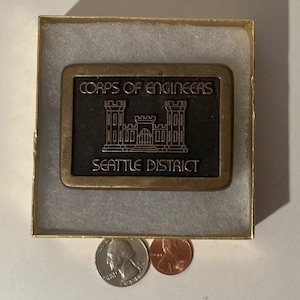 CORPS OF ENGINEERS
SEATTLE DISTRICT